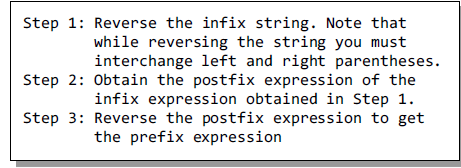 Step 1: Reverse the infix string. Note that
while reversing the string you must
interchange left and right parentheses.
Step 2: Obtain the postfix expression of the
infix expression obtained in Step 1.
Step 3: Reverse the postfix expression to get
the prefix expression